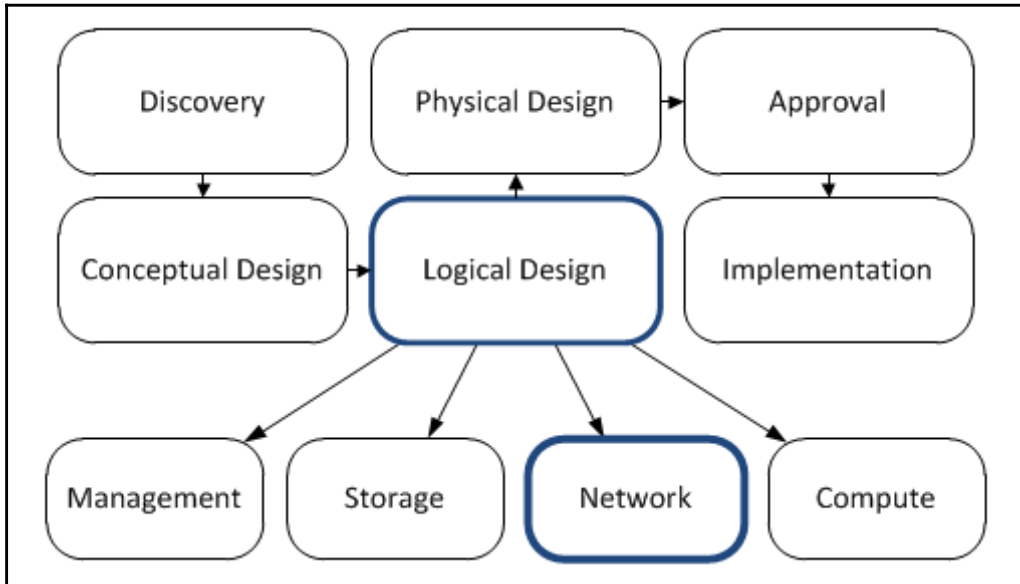 Discovery
Physical Design
Approval
Conceptual Design
Logical Design
Implementation
Management
Storage
Network
Compute